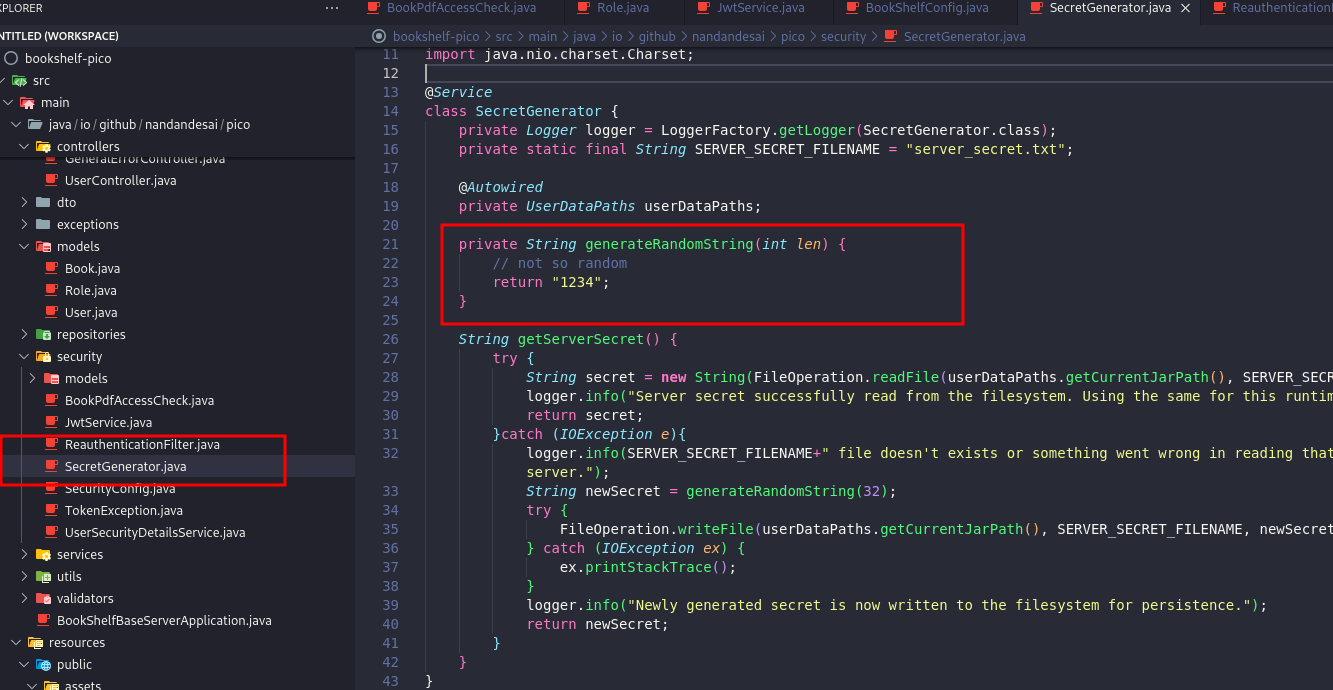 XPLORER ···
BookPdfAccessCheck.java Role.java JwtService.java BookShelfConfig.java SecretGenerator.java Reauthentication
NTITLED (WORKSPACE)
bookshelf-pico
src
main
java / io / github / nandandesai / pico
controllers
GeneralErrorController.java
UserController.java
dto
exceptions
models
Book.java
Role.java
User.java
repositories
security
models
BookPdfAccessCheck.java
JwtService.java
ReauthenticationFilter.java
SecretGenerator.java
SecurityConfig.java
TokenException.java
UserSecurityDetailsService.java
services
utils
validators
BookShelfBaseServerApplication.java
resources
public
assets
bookshelf-pico > src > main > java > io > github > nandandesai > pico > security > SecretGenerator.java
11 import java.nio.charset.Charset;
12
13 @Service
14 class SecretGenerator {
15 private Logger logger = LoggerFactory.getLogger(SecretGenerator.class);
16 private static final String SERVER_SECRET_FILENAME = "server_secret.txt";
17
18 @Autowired
19 private UserDataPaths userDataPaths;
20
21 private String generateRandomString(int len) {
22 // not so random
23 return "1234";
24 }
25
26 String getServerSecret() {
27 try {
28 String secret = new String(FileOperation.readFile(userDataPaths.getCurrentJarPath(), SERVER_SECR
29 logger.info("Server secret successfully read from the filesystem. Using the same for this runtim
30 return secret;
31 }catch (IOException e){
32 logger.info(SERVER_SECRET_FILENAME+" file doesn't exists or something went wrong in reading that
server.");
33 String newSecret = generateRandomString(32);
34 try {
35 FileOperation.writeFile(userDataPaths.getCurrentJarPath(), SERVER_SECRET_FILENAME, newSecret
36 } catch (IOException ex) {
37 ex.printStackTrace();
38 }
39 logger.info("Newly generated secret is now written to the filesystem for persistence.");
40 return newSecret;
41 }
42 }
43 }